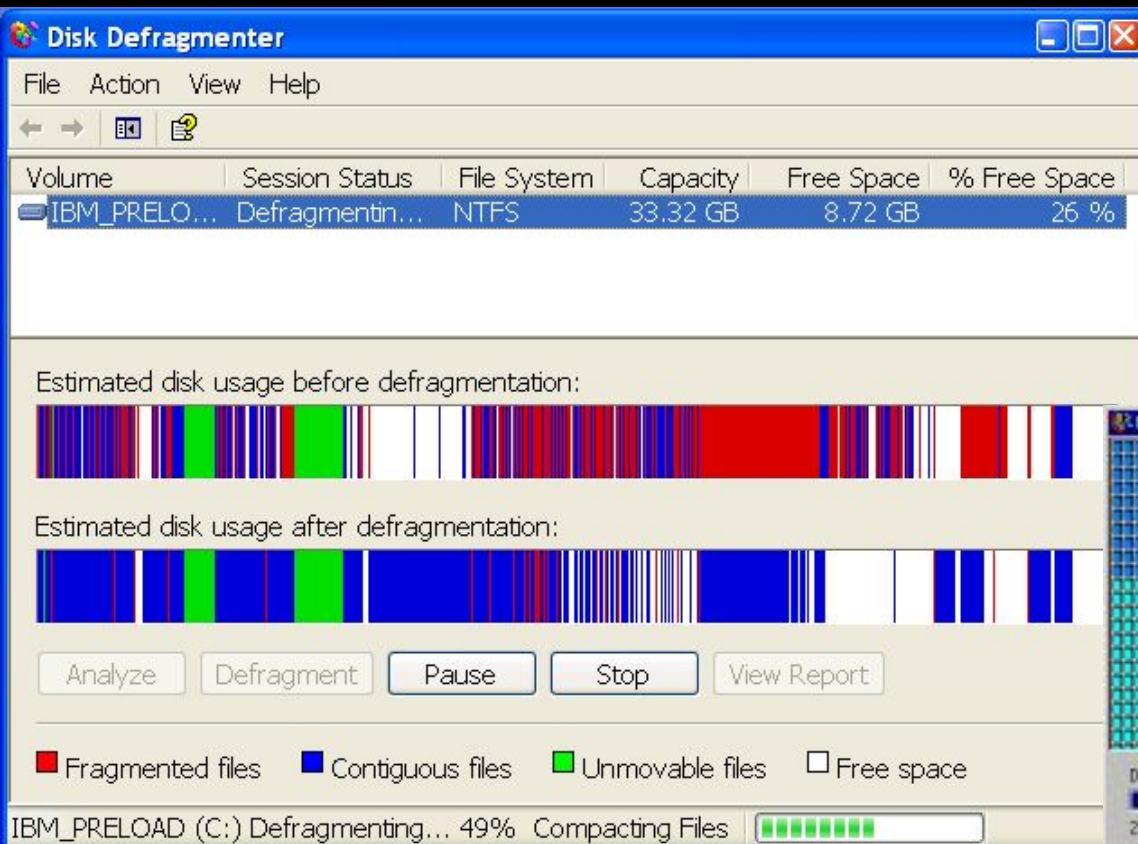 Disk Defragmenter
File Action View Help
Volume Session Status File System Capacity Free Space % Free Space
IBM_PRELO... Defragmentin... NTFS 33.32 GB 8.72 GB 26 %
Estimated disk usage before defragmentation:
Estimated disk usage after defragmentation:
Analyze Defragment Pause Stop View Report
Fragmented files Contiguous files Unmovable files Free space
IBM_PRELOAD (C:) Defragmenting... 49% Compacting Files